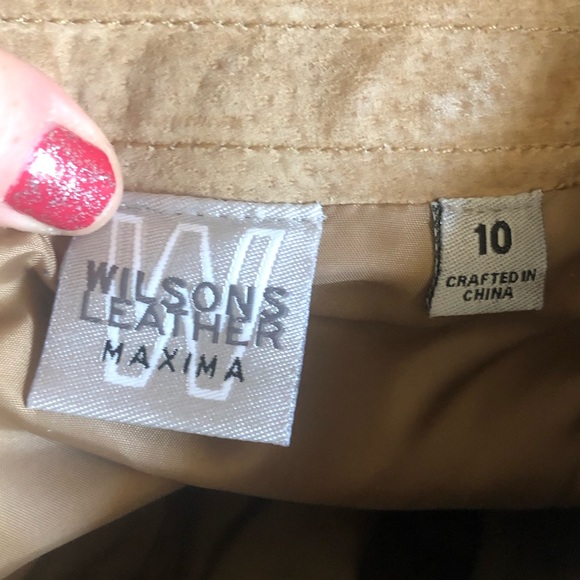 W
WILSONS
LEATHER
MAXIMA
10
CRAFTED IN
CHINA